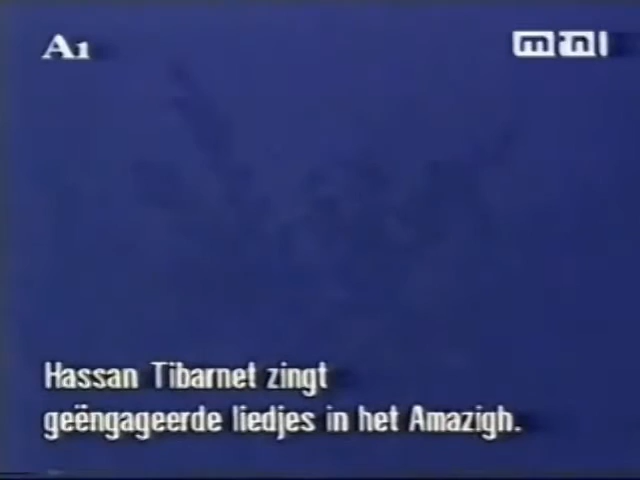 A1
mtnl
Hassan Tibarnet zingt
geëngageerde liedjes in het Amazigh.